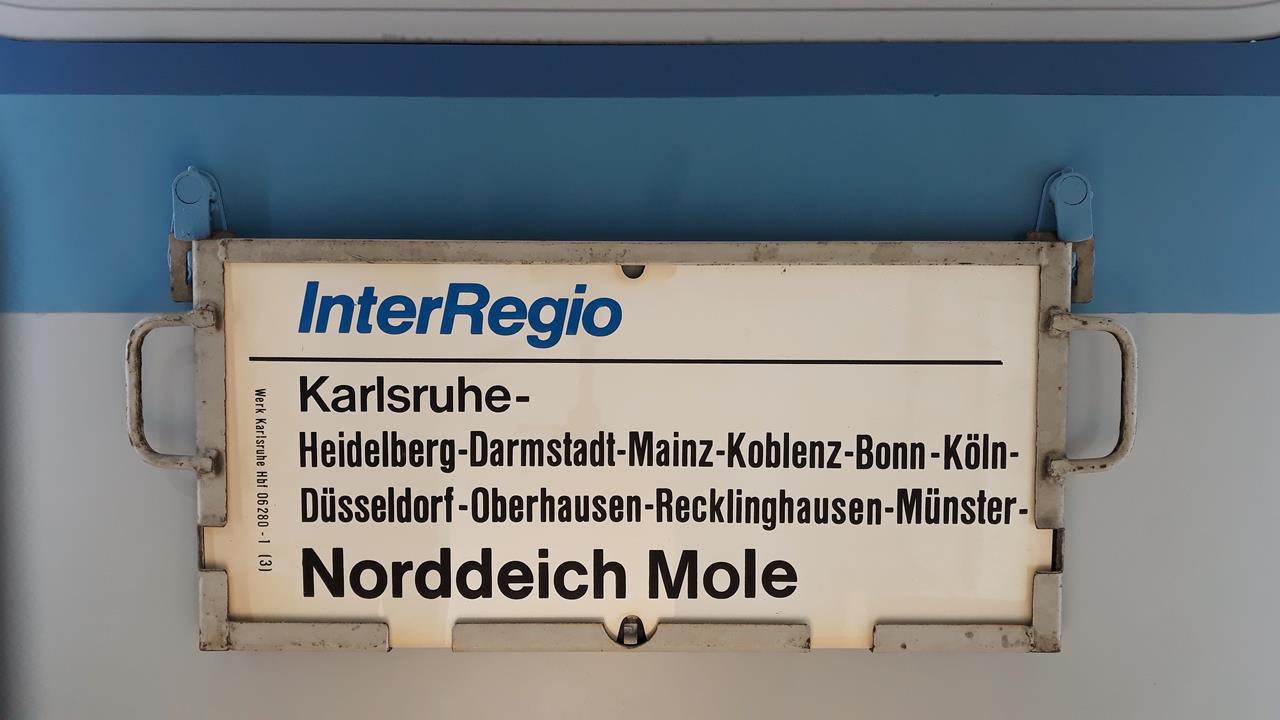 InterRegio
Karlsruhe-
Heidelberg-Darmstadt-Mainz-Koblenz-Bonn-Köln-
Düsseldorf-Oberhausen-Recklinghausen-Münster-
Norddeich Mole
Werk Karlsruhe Hbf 06280-1 (3)